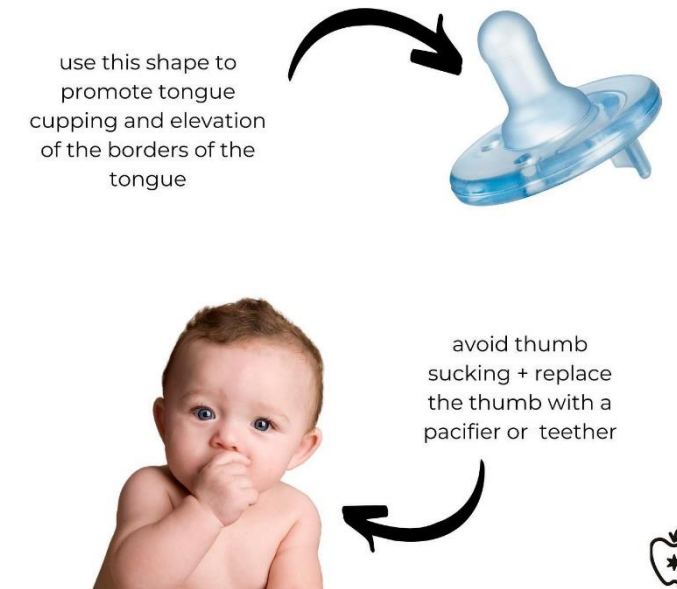 use this shape to
promote tongue
cupping and elevation
of the borders of the
tongue
avoid thumb
sucking + replace
the thumb with a
pacifier or teether